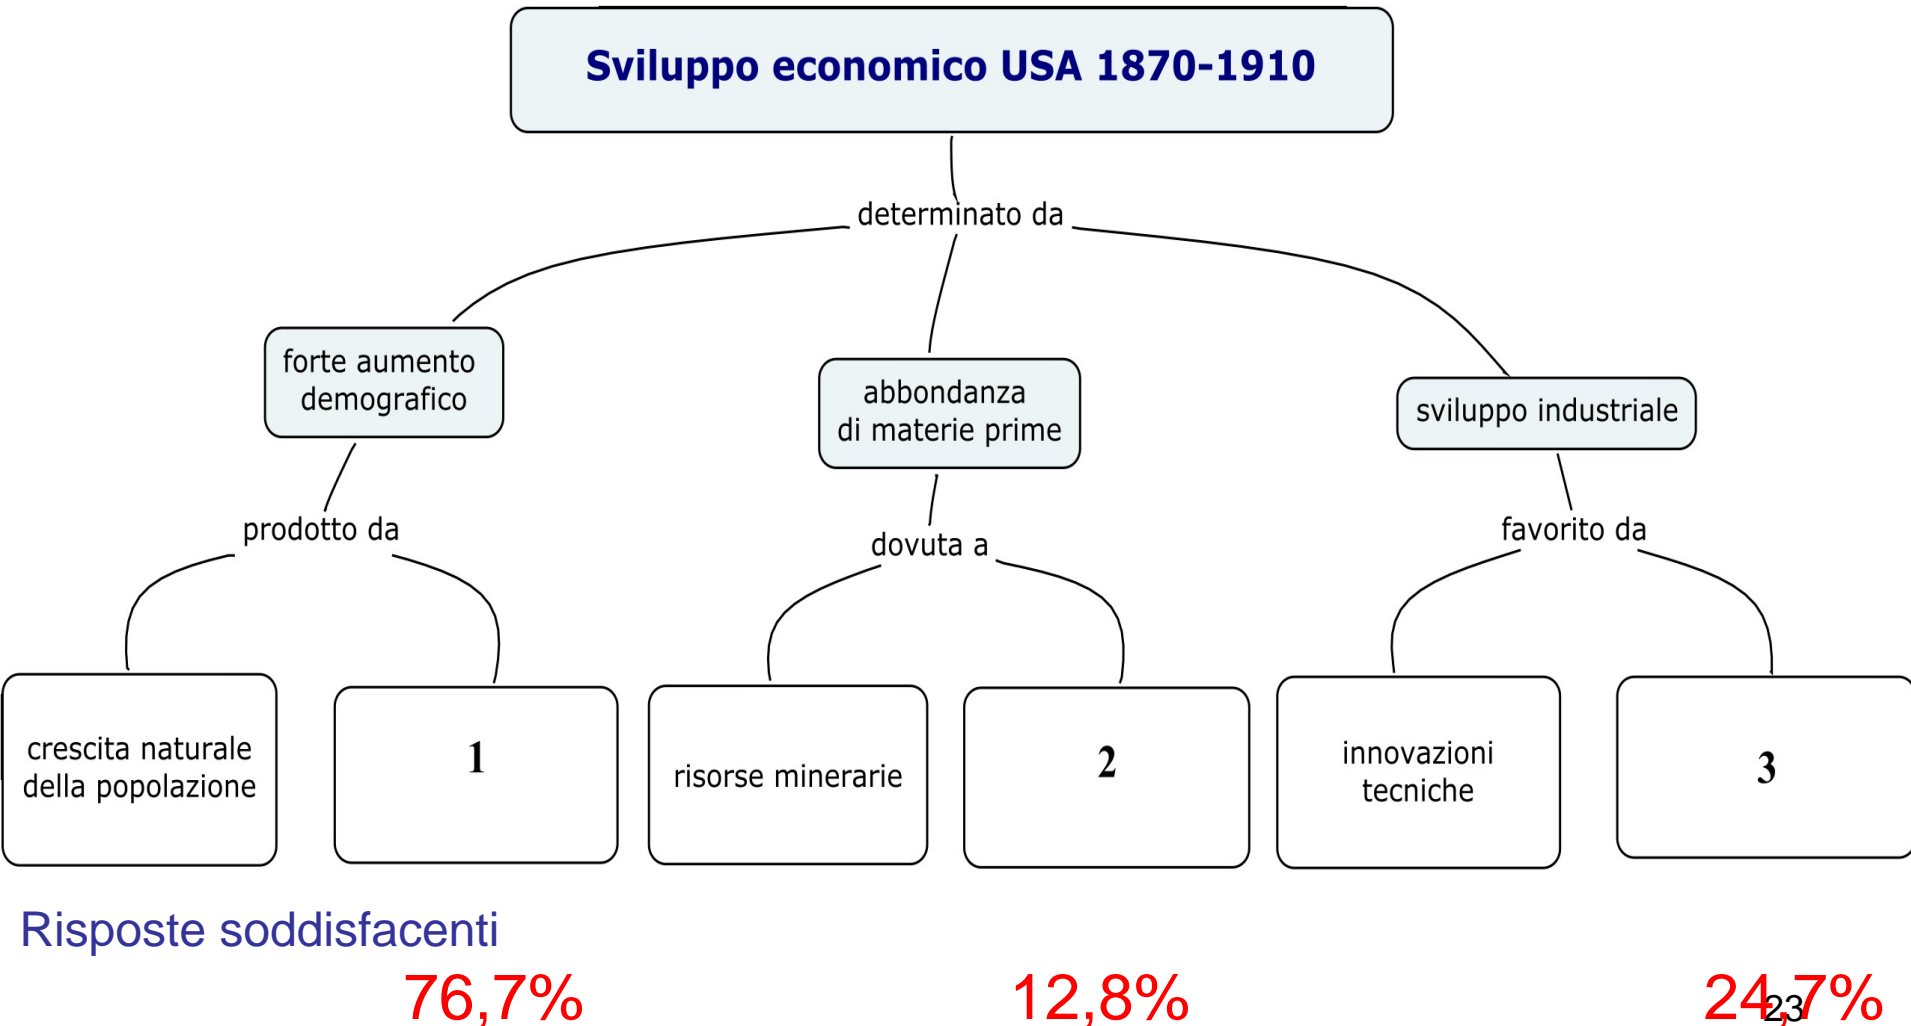 Sviluppo economico USA 1870-1910
determinato da
forte aumento
demografico
abbondanza
di materie prime
sviluppo industriale
prodotto da
dovuta a
favorito da
crescita naturale
della popolazione
1
risorse minerarie
2
innovazioni
tecniche
3
Risposte soddisfacenti
76,7%
12,8%
24,7%
23